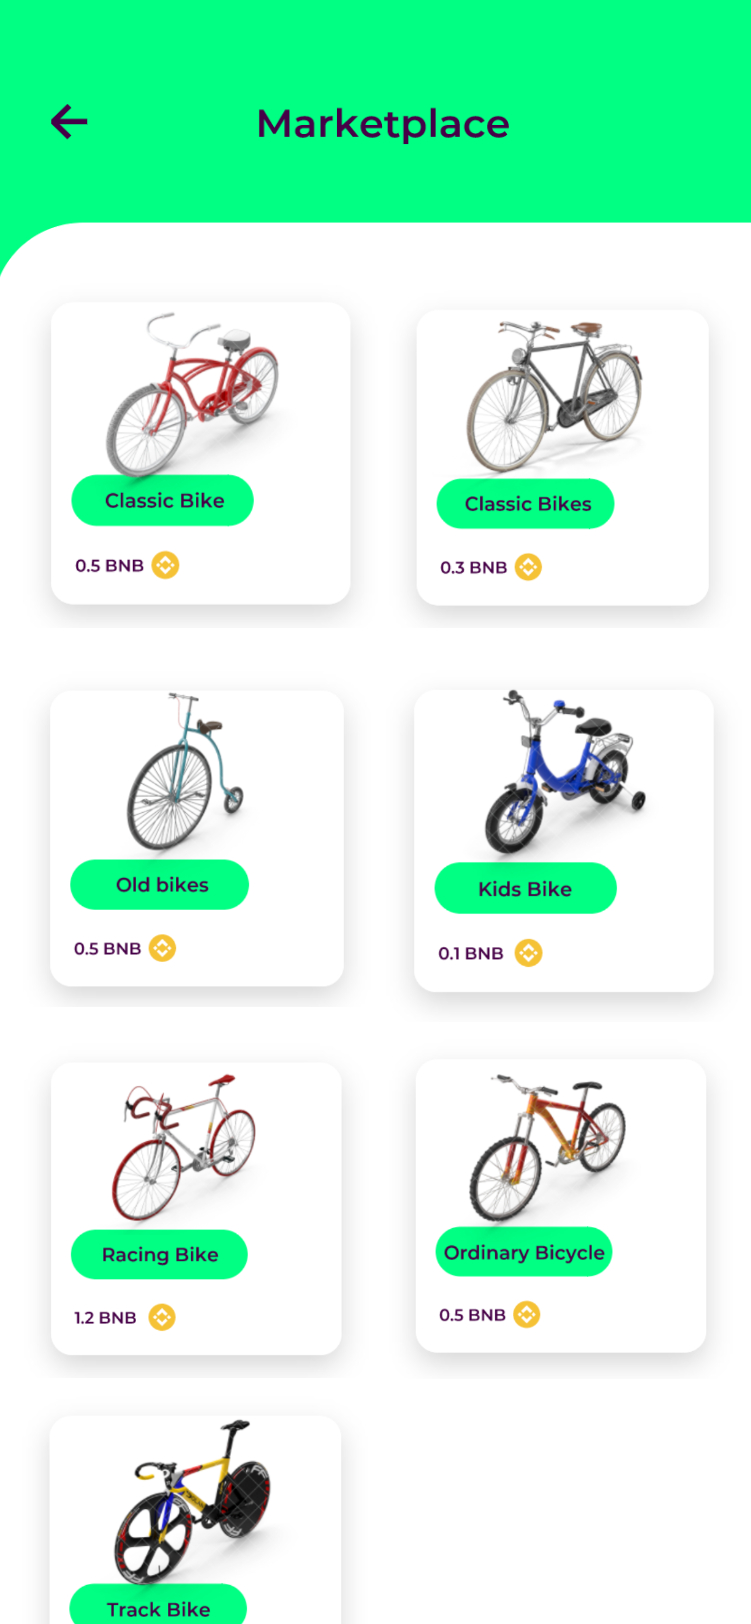 Marketplace
Classic Bike
0.5 BNB
Classic Bikes
0.3 BNB
Old bikes
0.5 BNB
Kids Bike
0.1 BNB
Racing Bike
1.2 BNB
Ordinary Bicycle
0.5 BNB
Track Bike